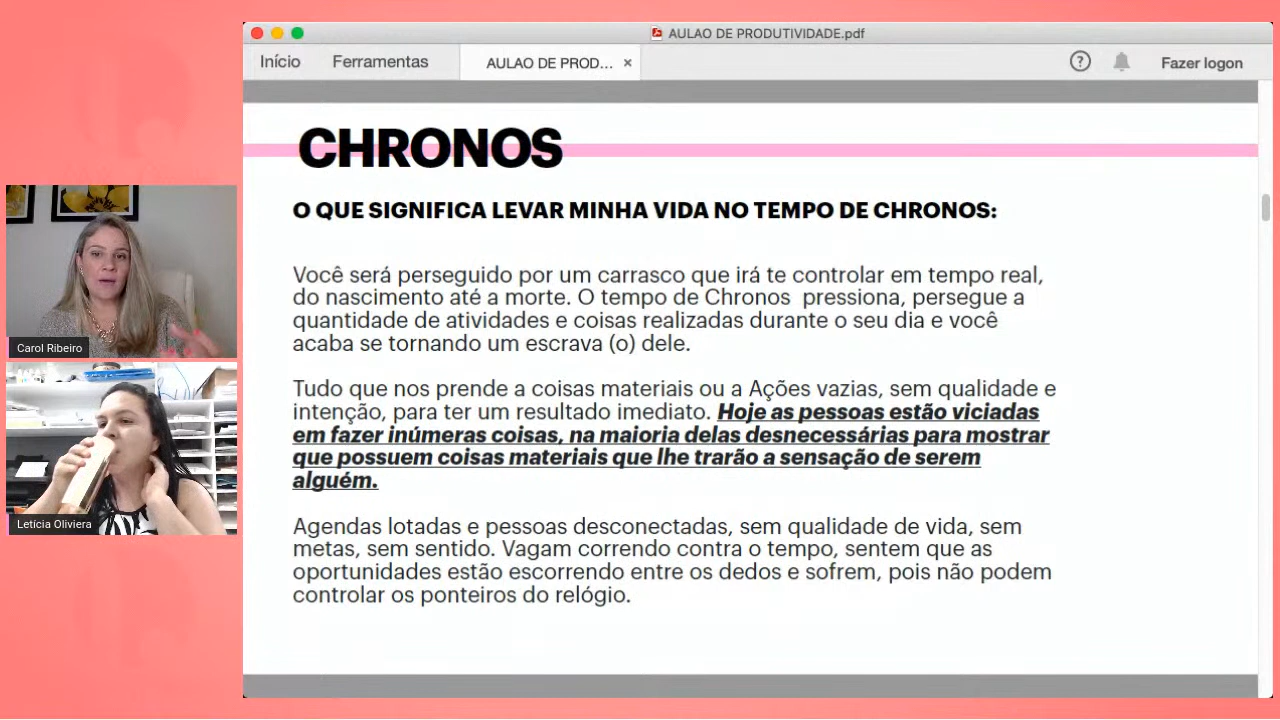 AULAO DE PRODUTIVIDADE.pdf
Início
Ferramentas
AULAO DE PROD...
×
?
Fazer logon
CHRONOS
O QUE SIGNIFICA LEVAR MINHA VIDA NO TEMPO DE CHRONOS:
Você será perseguido por um carrasco que irá te controlar em tempo real,
do nascimento até a morte. O tempo de Chronos  pressiona, persegue a
quantidade de atividades e coisas realizadas durante o seu dia e você
acaba se tornando um escrava (o) dele.
Tudo que nos prende a coisas materiais ou a Ações vazias, sem qualidade e
intenção, para ter um resultado imediato. Hoje as pessoas estão viciadas
em fazer inúmeras coisas, na maioria delas desnecessárias para mostrar
que possuem coisas materiais que lhe trarão a sensação de serem
alguém.
Agendas lotadas e pessoas desconectadas, sem qualidade de vida, sem
metas, sem sentido. Vagam correndo contra o tempo, sentem que as
oportunidades estão escorrendo entre os dedos e sofrem, pois não podem
controlar os ponteiros do relógio.
Carol Ribeiro
Letícia Oliviera